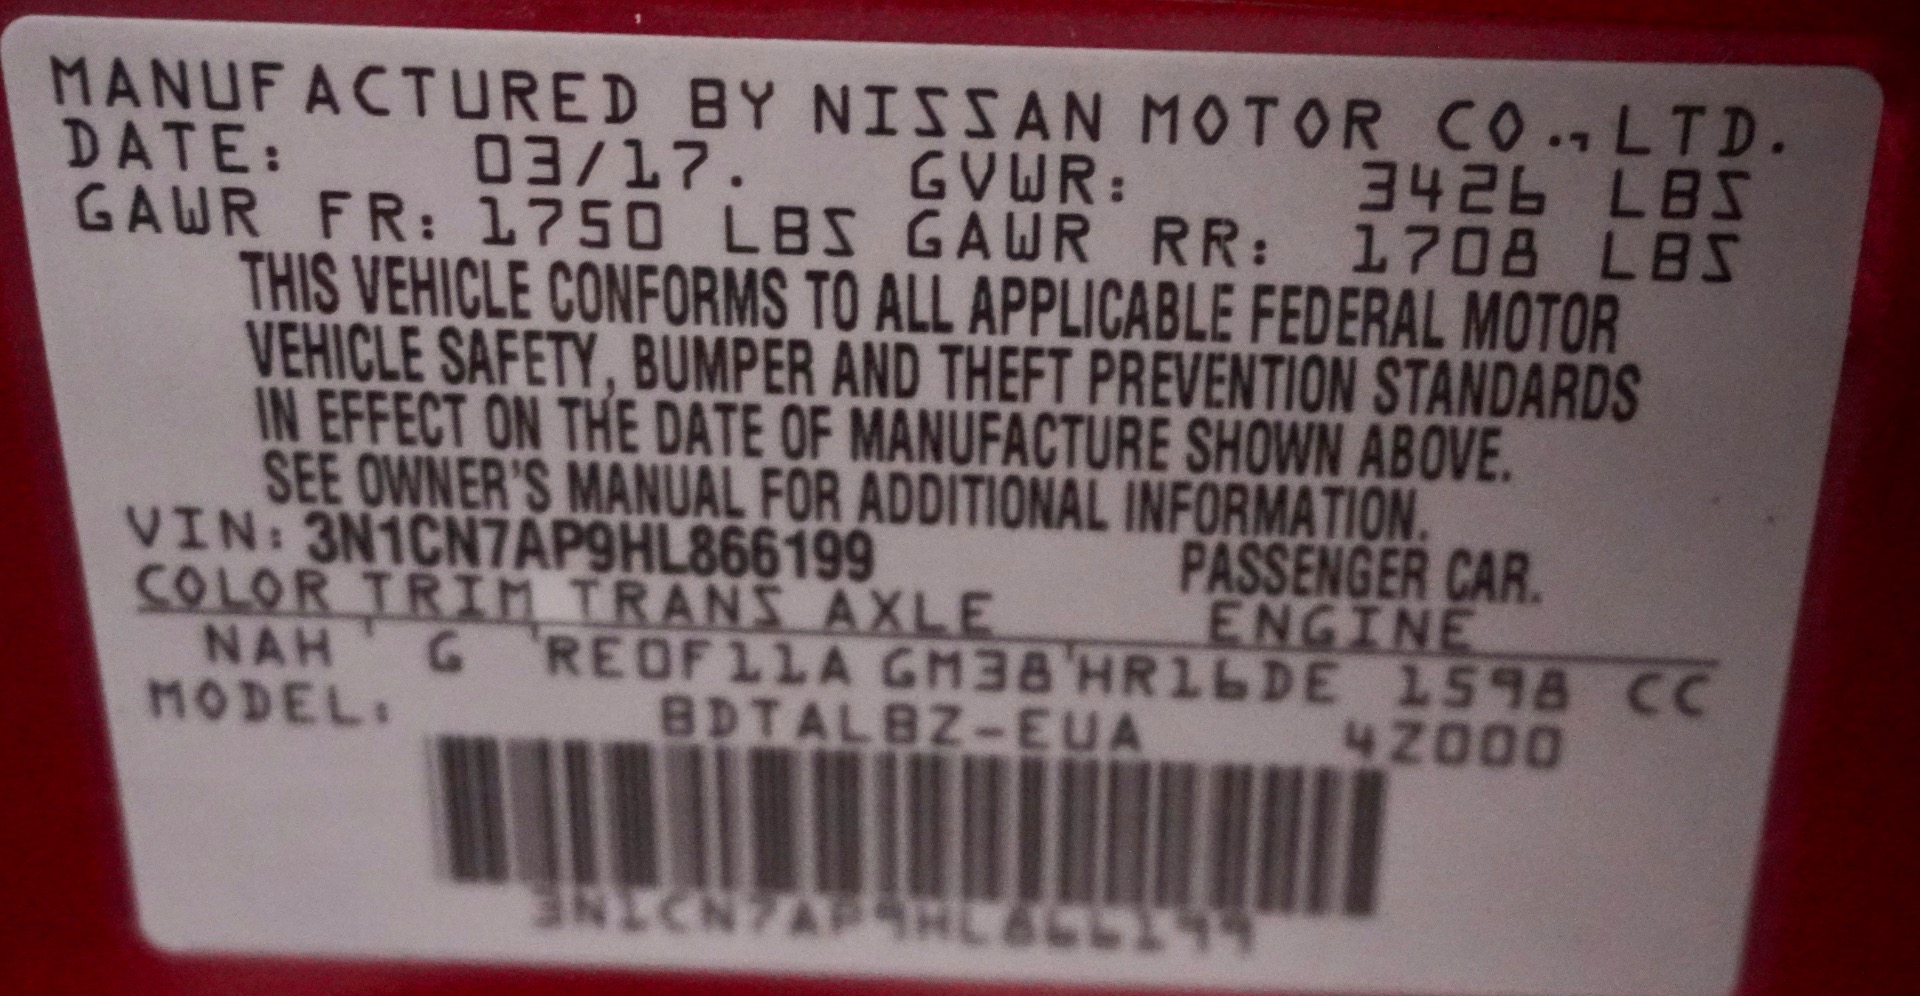 MANUFACTURED BY NISSAN MOTOR CO.,LTD.
DATE: 03/17. GVWR: 3426 LBS
GAWR FR: 1750 LBS GAWR RR: 1708 LBS
THIS VEHICLE CONFORMS TO ALL APPLICABLE FEDERAL MOTOR
VEHICLE SAFETY, BUMPER AND THEFT PREVENTION STANDARDS
IN EFFECT ON THE DATE OF MANUFACTURE SHOWN ABOVE.
SEE OWNER'S MANUAL FOR ADDITIONAL INFORMATION.
VIN: 3N1CN7AP9HL866199 PASSENGER CAR.
COLOR TRIM TRANS AXLE ENGINE
NAH G RE0F11A GM38 HR16DE 1598 CC
MODEL: BDTALBZ-EUA 4Z000
3N1CN7AP9HL866199